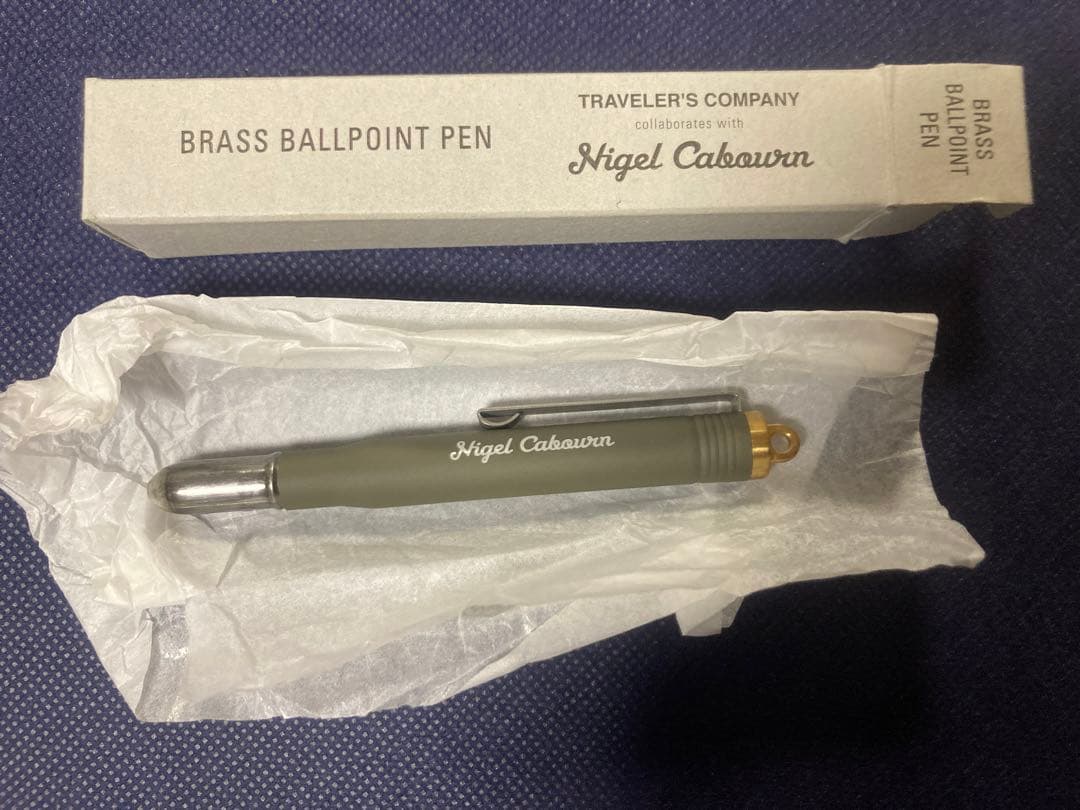 BRASS BALLPOINT PEN
TRAVELER'S COMPANY
collaborates with
Nigel Cabourn
BRASS
BALLPOINT
PEN
Nigel Cabourn